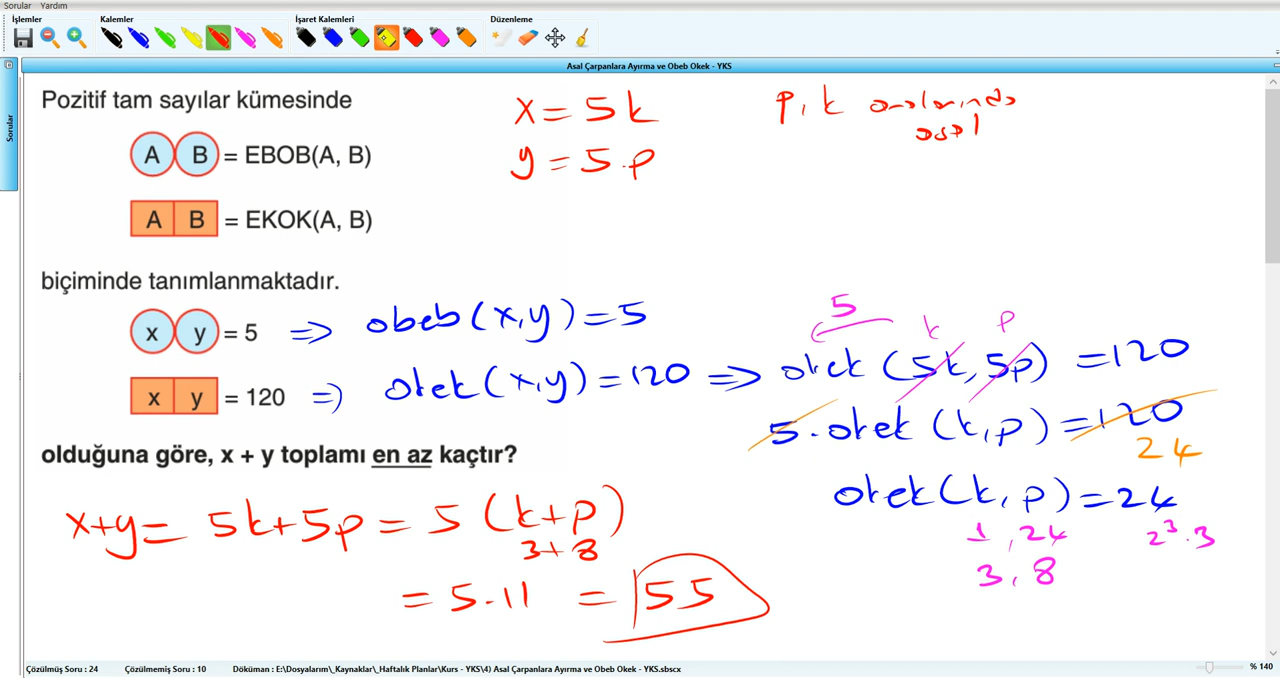 Sorular Yardım
İşlemler Kalemler İşaret Kalemleri Düzenleme
Asal Çarpanlara Ayırma ve Obeb Okek - YKS
Sorular
Pozitif tam sayılar kümesinde
A B = EBOB(A, B)
A B = EKOK(A, B)
x = 5k
y = 5.p
p, k aralarında
asal
biçiminde tanımlanmaktadır.
x y = 5 => obeb(x,y) = 5
x y = 120 => okek(x,y) = 120 => okek(5k, 5p) = 120
5 k p
5.okek(k,p) = 120
24
okek(k,p) = 24
1, 24 2³.3
3, 8
olduğuna göre, x + y toplamı en az kaçtır?
x+y = 5k+5p = 5(k+p)
3+8
= 5.11 = 55
Çözülmüş Soru : 24 Çözülmemiş Soru : 10 Döküman : E:\Dosyalarım\_Kaynaklar\_Haftalık Planlar\Kurs - YKS\4) Asal Çarpanlara Ayırma ve Obeb Okek - YKS.sbscx % 140